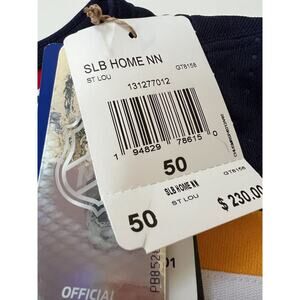 SLB HOME NN
ST LOU
GT8156
131277012
1 94829 78615 0
50
50
SLB HOME NN
ST LOU
$ 230.00
OFFICIAL